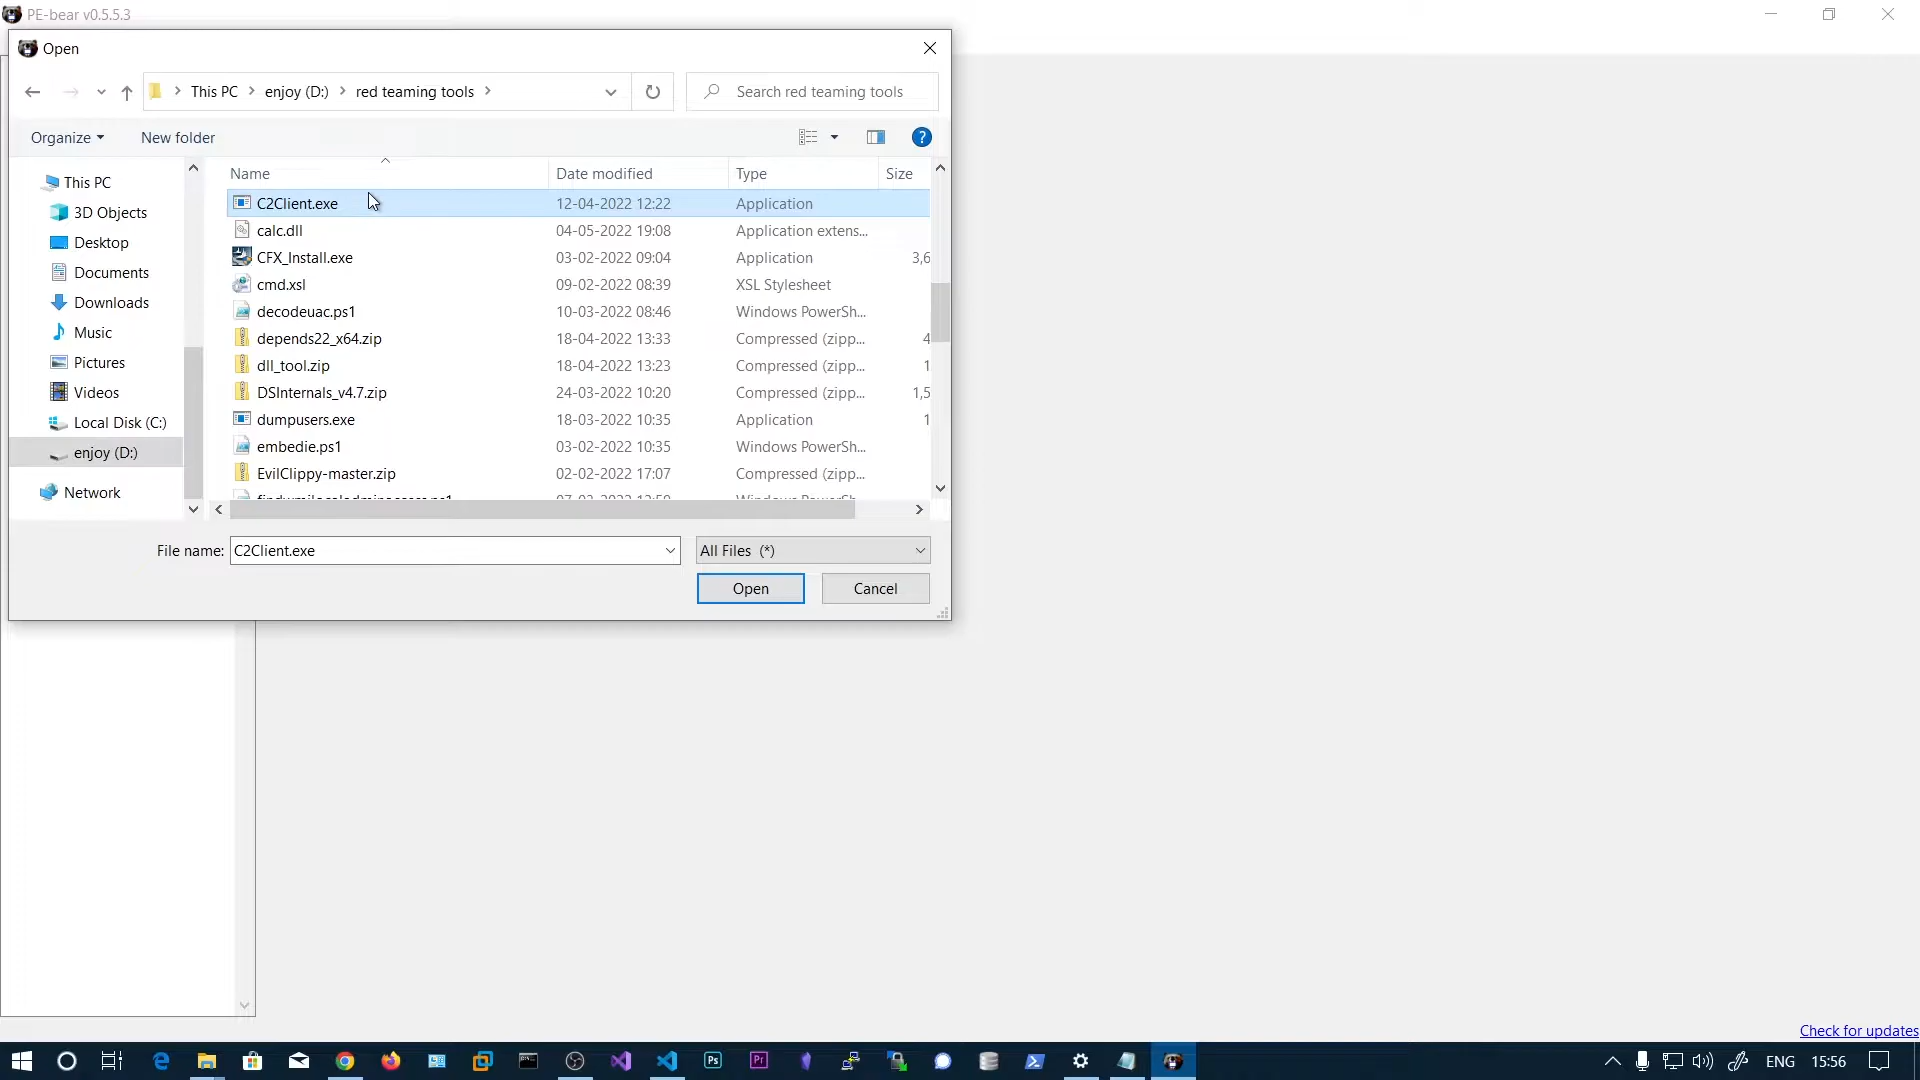 PE-bear v0.5.5.3
Open
This PC
enjoy (D:)
red teaming tools
Search red teaming tools
Organize
New folder
?
Name
Date modified
Type
Size
This PC
3D Objects
Desktop
Documents
Downloads
Music
Pictures
Videos
Local Disk (C:)
enjoy (D:)
Network
C2Client.exe 12-04-2022 12:22 Application
calc.dll 04-05-2022 19:08 Application extens...
CFX_Install.exe 03-02-2022 09:04 Application 3,6
cmd.xsl 09-02-2022 08:39 XSL Stylesheet
decodeuac.ps1 10-03-2022 08:46 Windows PowerSh...
depends22_x64.zip 18-04-2022 13:33 Compressed (zipp... 4
dll_tool.zip 18-04-2022 13:23 Compressed (zipp... 1
DSInternals_v4.7.zip 24-03-2022 10:20 Compressed (zipp... 1,5
dumpusers.exe 18-03-2022 10:35 Application 1
embedie.ps1 03-02-2022 10:35 Windows PowerSh...
EvilClippy-master.zip 02-02-2022 17:07 Compressed (zipp...
File name: C2Client.exe
All Files (*)
Open
Cancel
Check for updates
Ps
Pr
ENG
15:56